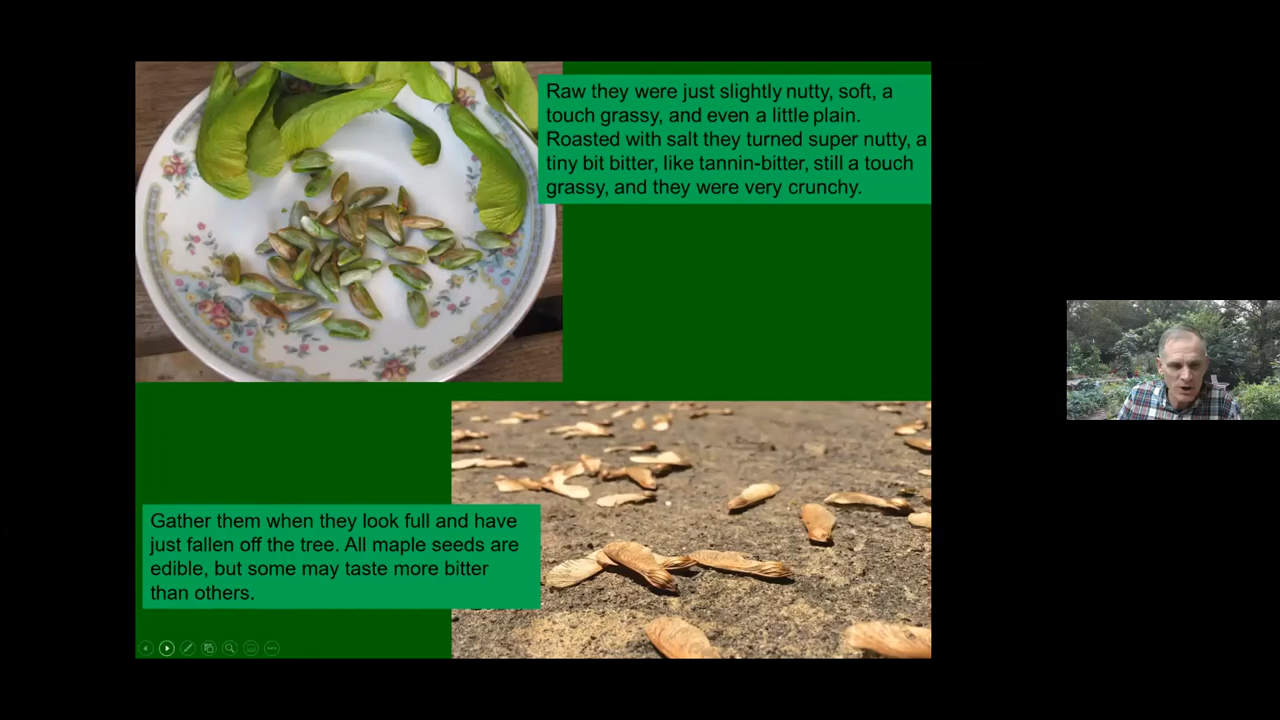 Raw they were just slightly nutty, soft, a
touch grassy, and even a little plain.
Roasted with salt they turned super nutty, a
tiny bit bitter, like tannin-bitter, still a touch
grassy, and they were very crunchy.
Gather them when they look full and have
just fallen off the tree. All maple seeds are
edible, but some may taste more bitter
than others.